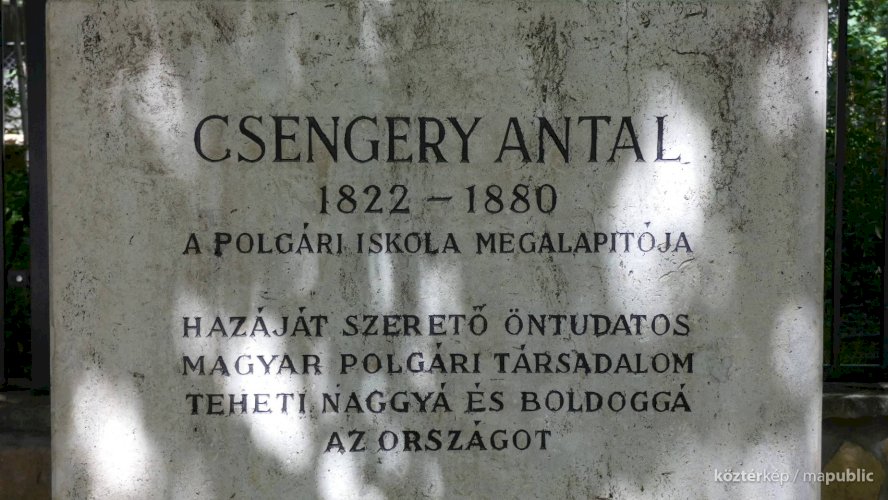 CSENGERY ANTAL
1822 – 1880
A POLGÁRI ISKOLA MEGALAPITÓJA
HAZÁJÁT SZERETŐ ÖNTUDATOS
MAGYAR POLGÁRI TÁRSADALOM
TEHETI NAGGYÁ ÉS BOLDOGGÁ
AZ ORSZÁGOT
köztérkép / mapublic